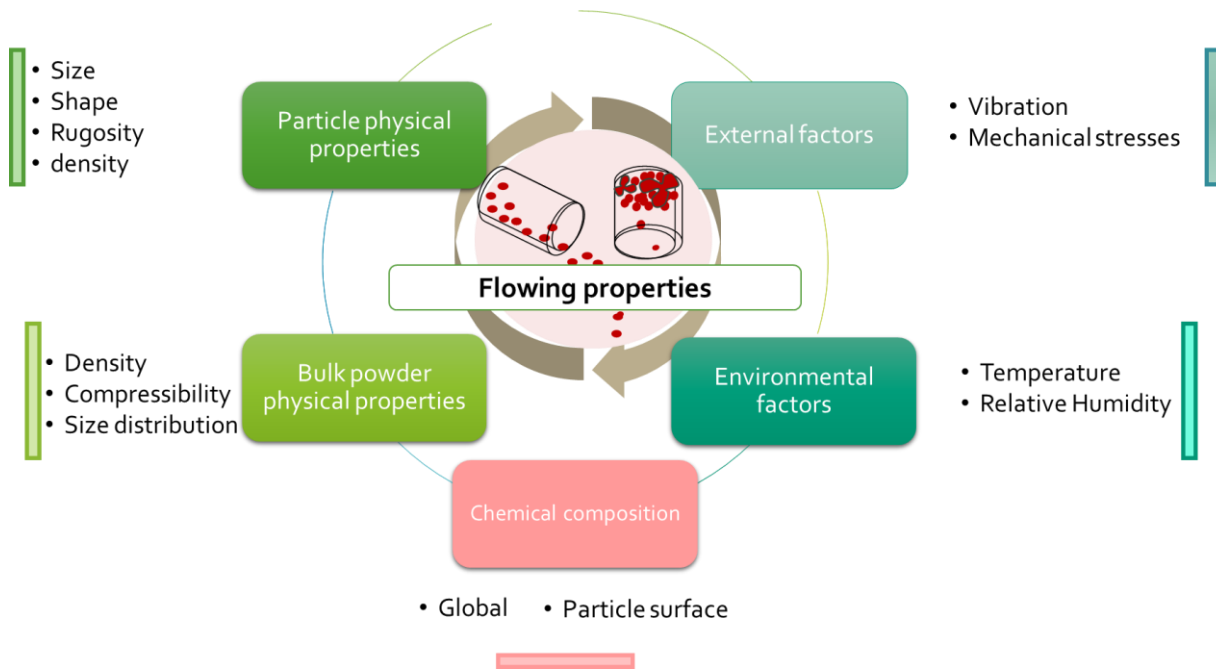 • Size
• Shape
• Rugosity
• density
Particle physical
properties
External factors
• Vibration
• Mechanical stresses
Flowing properties
• Density
• Compressibility
• Size distribution
Bulk powder
physical properties
Environmental
factors
• Temperature
• Relative Humidity
Chemical composition
• Global • Particle surface